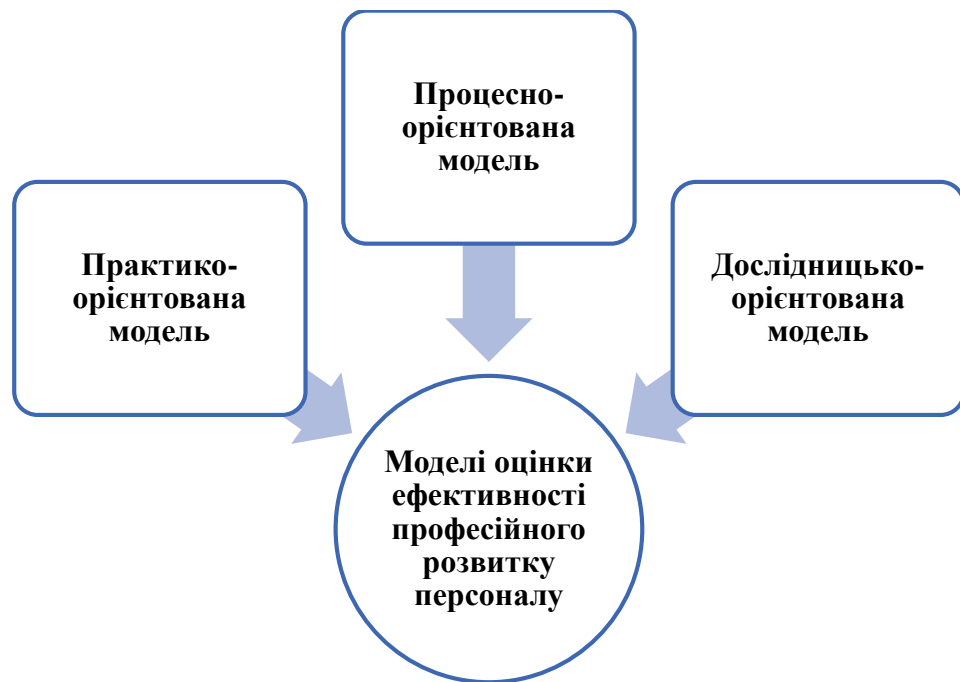 Процесно-
орієнтована
модель
Практико-
орієнтована
модель
Дослідницько-
орієнтована
модель
Моделі оцінки
ефективності
професійного
розвитку
персоналу